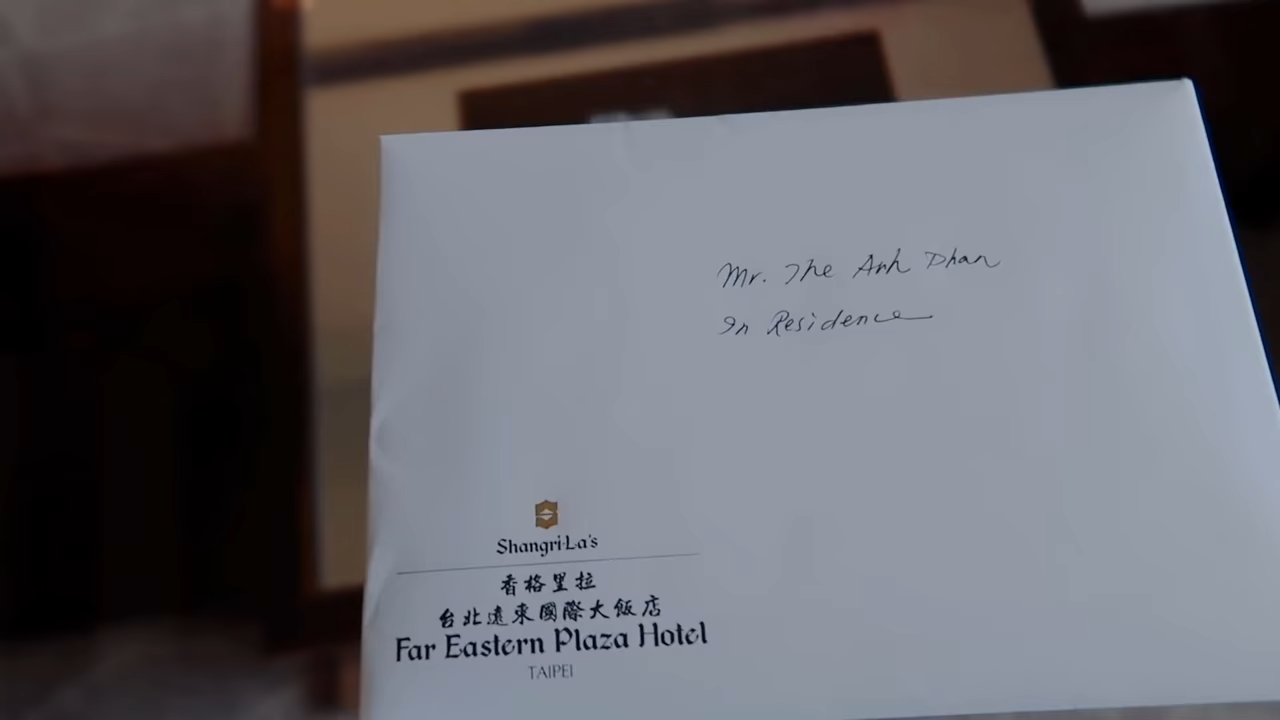 Mr. The Anh Phan
In Residence
Shangri-La's
香格里拉
台北遠東國際大飯店
Far Eastern Plaza Hotel
TAIPEI